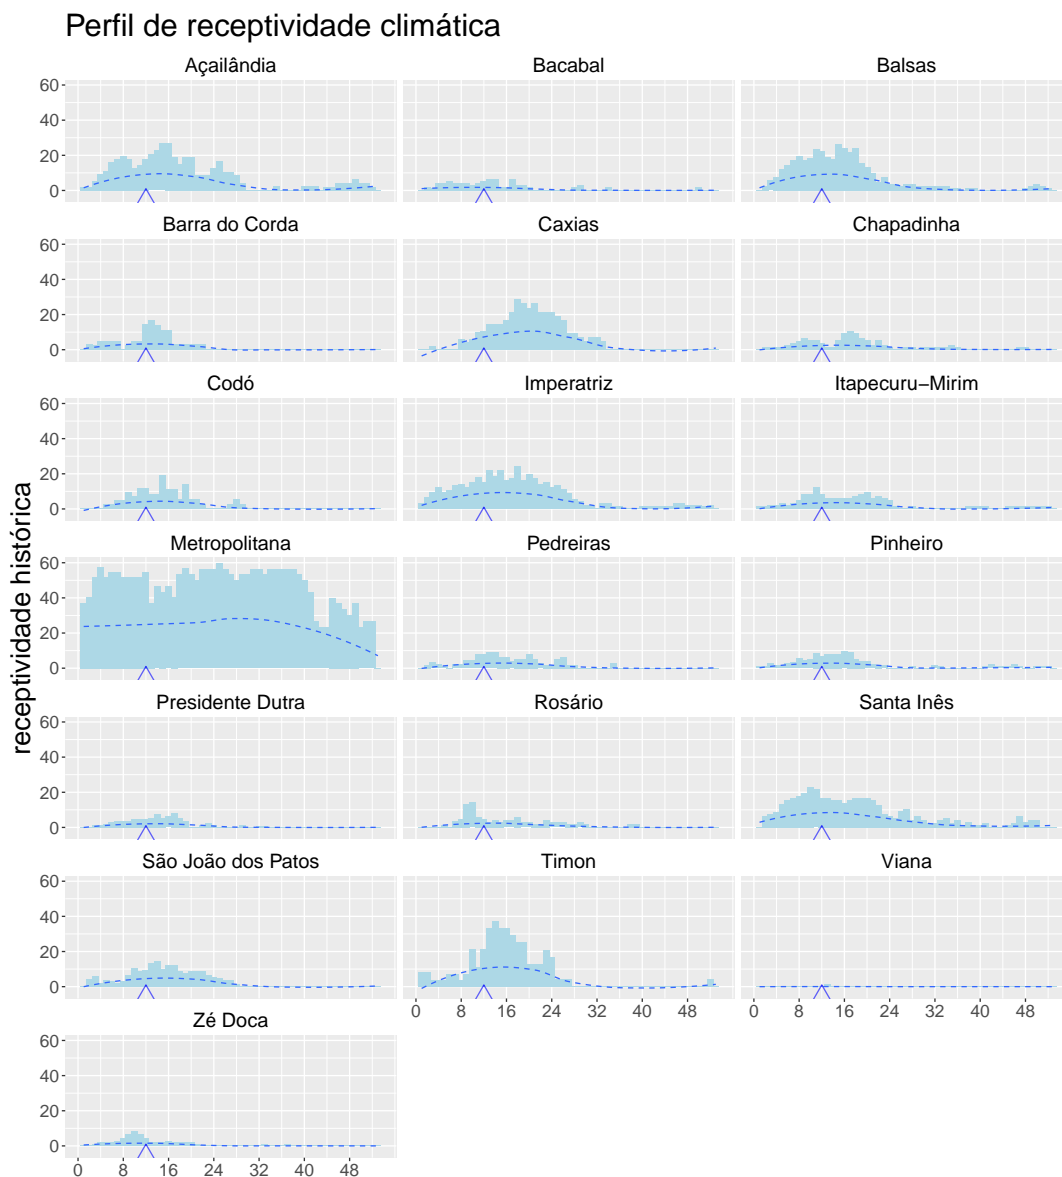 Perfil de receptividade climática
Açailândia Bacabal Balsas
60
40
20
0
Barra do Corda Caxias Chapadinha
60
40
20
0
Codó Imperatriz Itapecuru−Mirim
60
40
20
0
Metropolitana Pedreiras Pinheiro
60
40
20
0
receptividade histórica
Presidente Dutra Rosário Santa Inês
60
40
20
0
São João dos Patos Timon Viana
60
40
20
0
0 8 16 24 32 40 48 0 8 16 24 32 40 48
Zé Doca
60
40
20
0
0 8 16 24 32 40 48